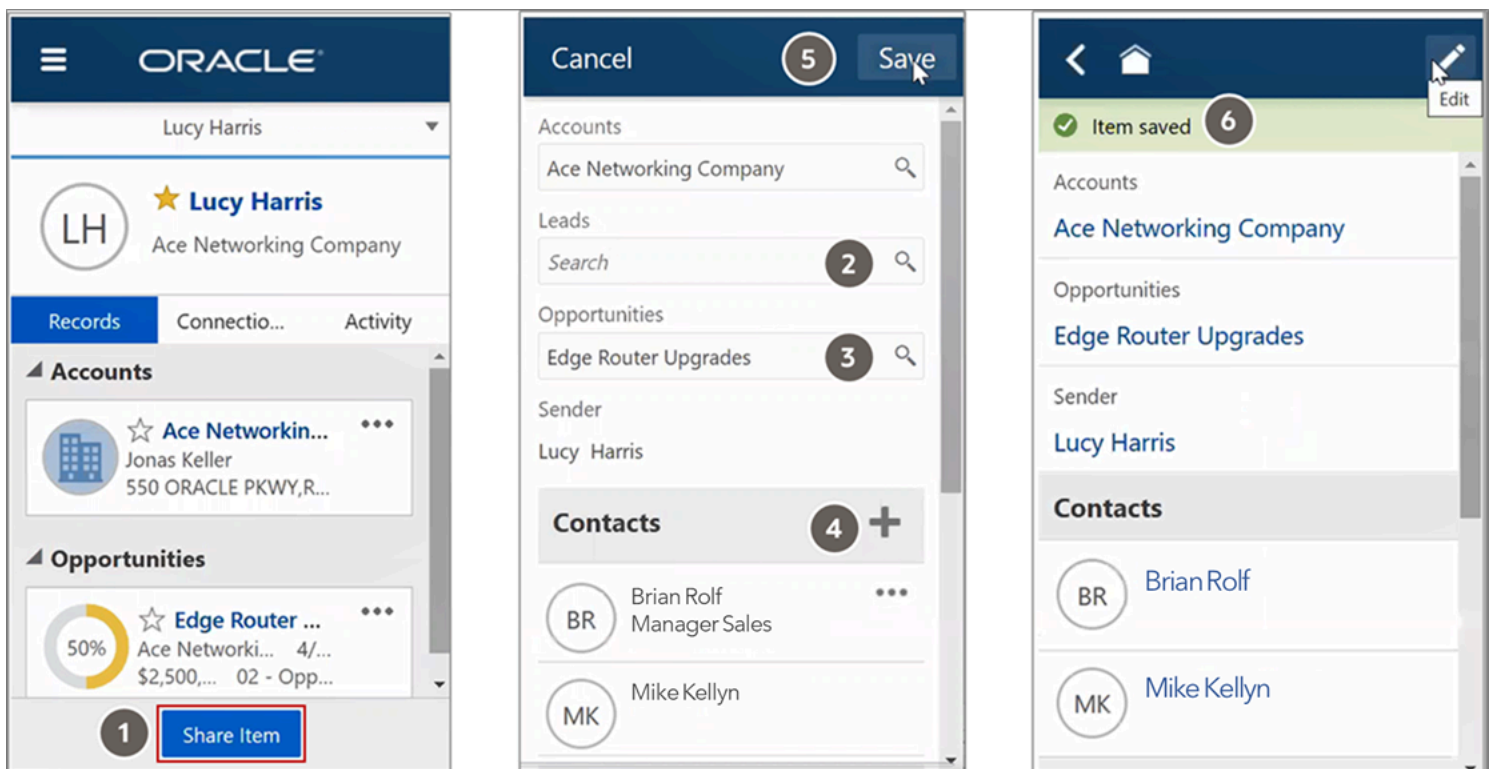 ORACLE
Lucy Harris
LH
Lucy Harris
Ace Networking Company
Records Connectio... Activity
Accounts
Ace Networkin...
Jonas Keller
550 ORACLE PKWY,R...
Opportunities
50%
Edge Router ...
Ace Networki... 4/...
$2,500,... 02 - Opp...
1 Share Item
Cancel 5 Save
Accounts
Ace Networking Company
Leads
Search 2
Opportunities
Edge Router Upgrades 3
Sender
Lucy Harris
Contacts 4
BR
Brian Rolf
Manager Sales
MK
Mike Kellyn
Edit
Item saved 6
Accounts
Ace Networking Company
Opportunities
Edge Router Upgrades
Sender
Lucy Harris
Contacts
BR Brian Rolf
MK Mike Kellyn